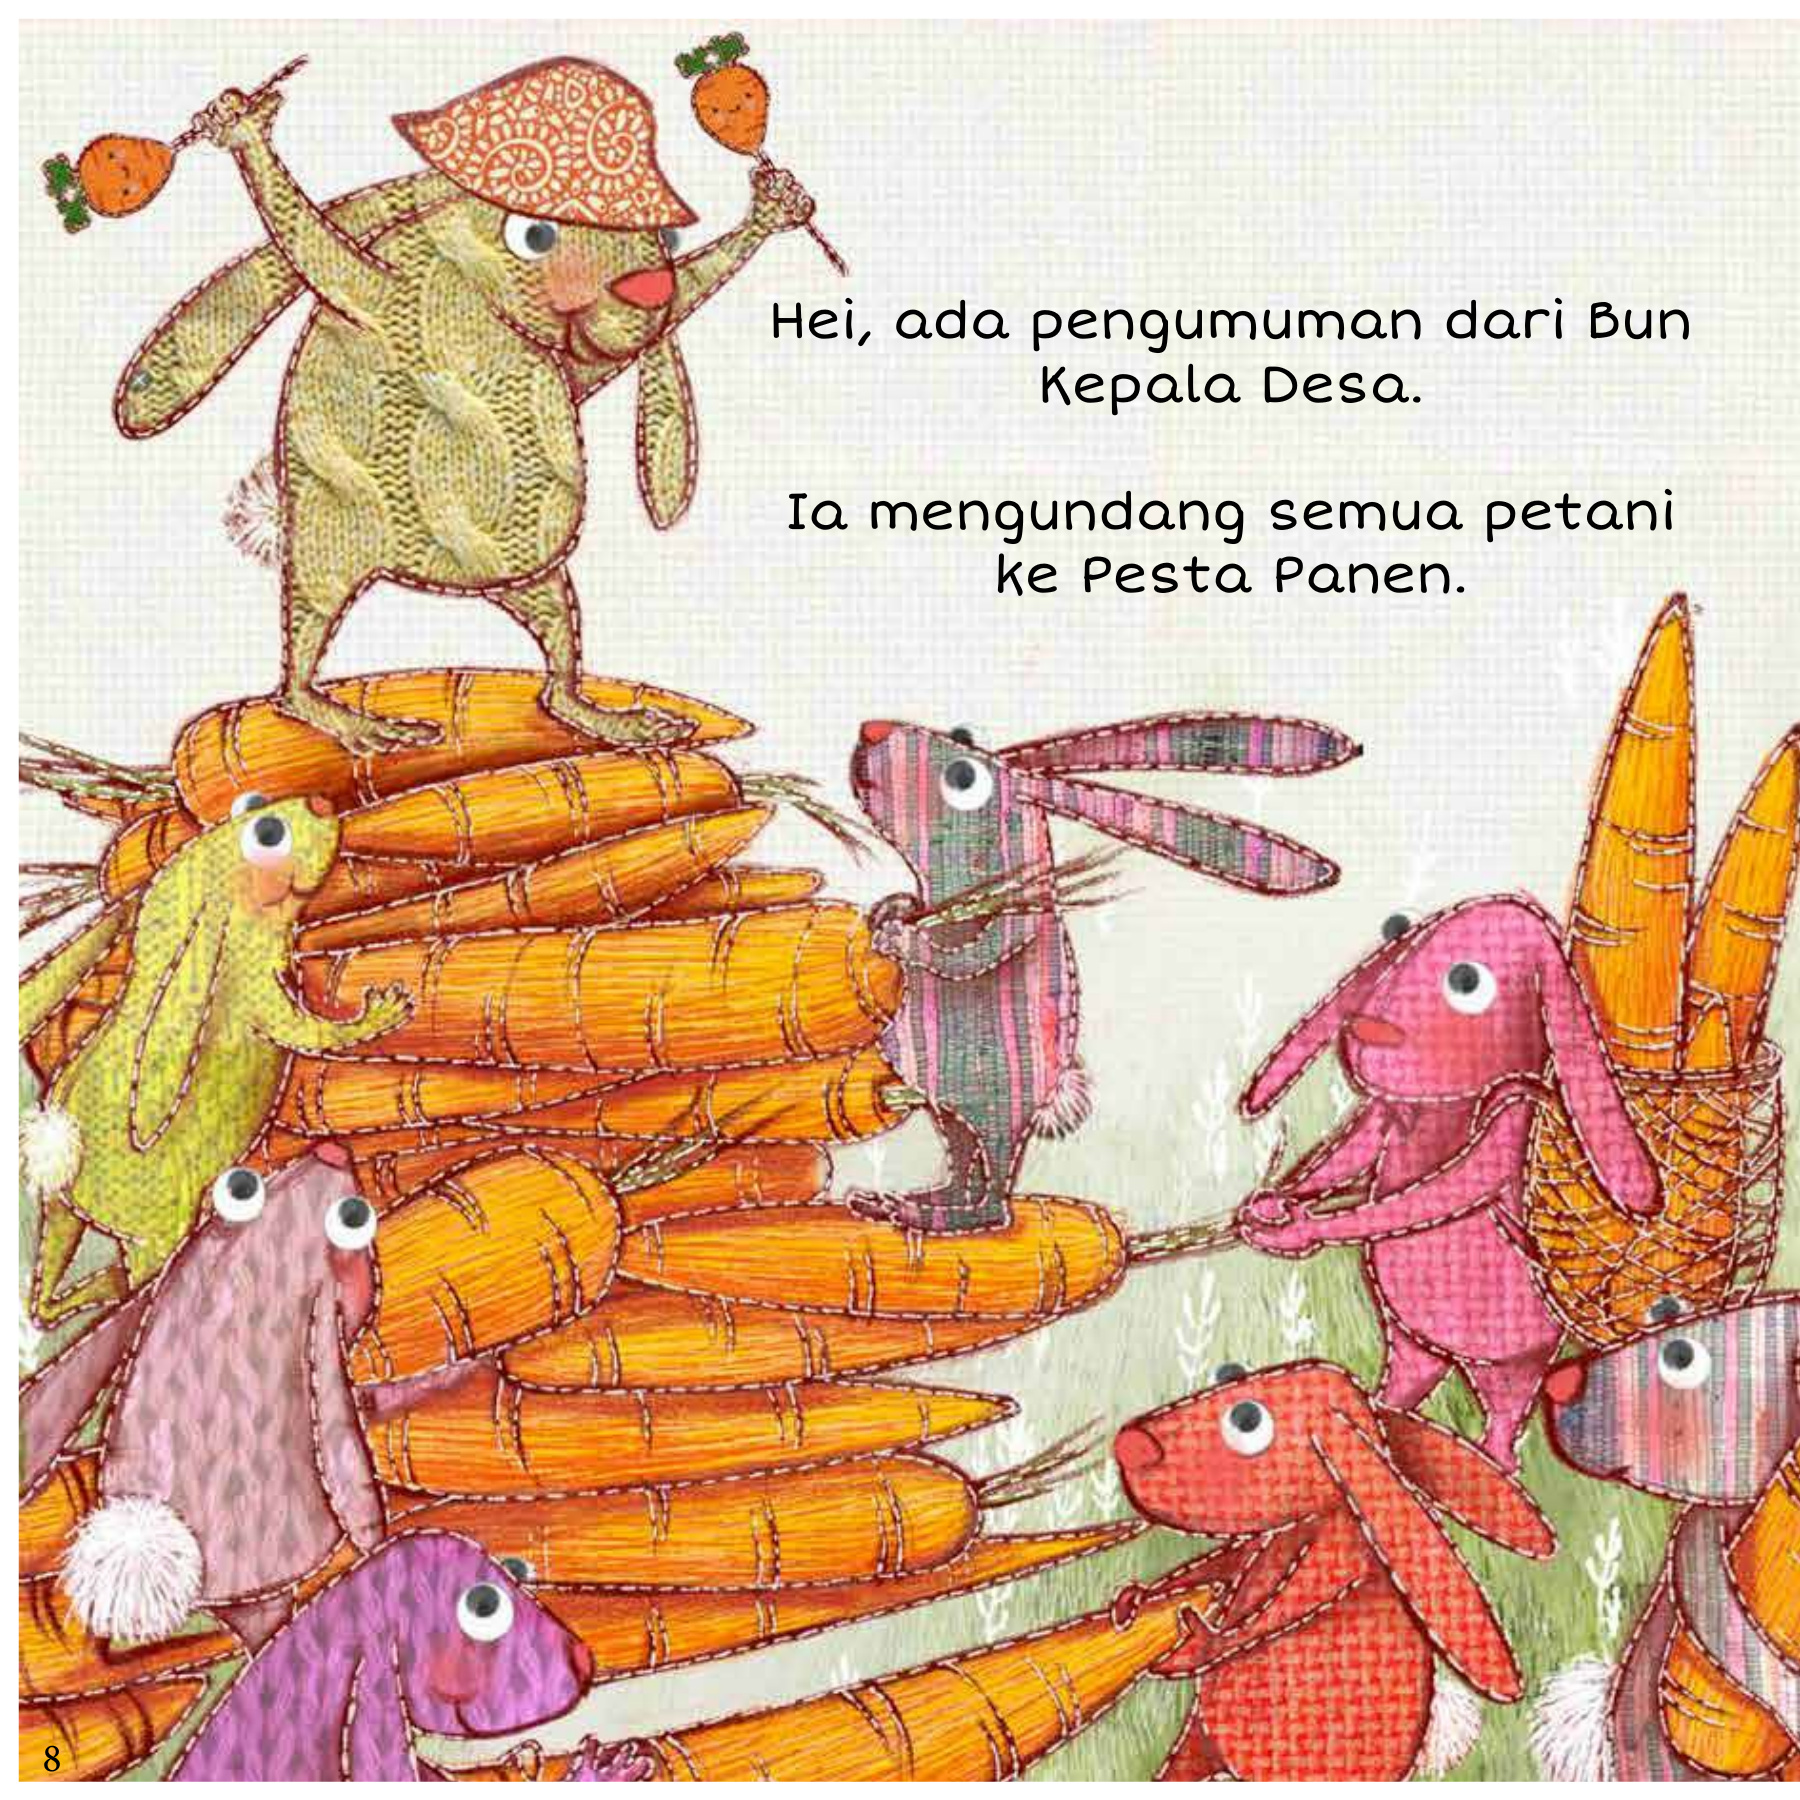 Hei, ada pengumuman dari Bun
Kepala Desa.
Ia mengundang semua petani
ke Pesta Panen.
8